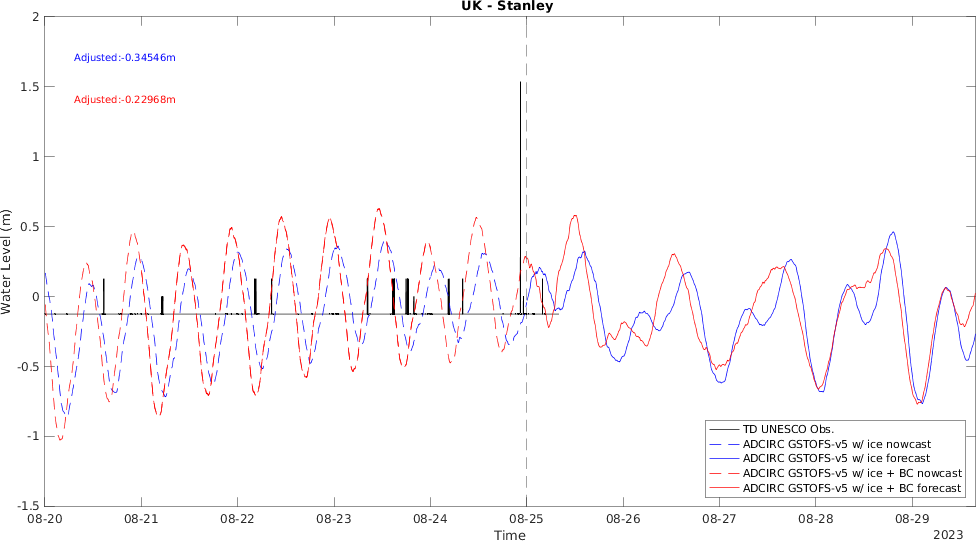 UK - Stanley
Adjusted:-0.34546m
Adjusted:-0.22968m
Water Level (m)
2
1.5
1
0.5
0
-0.5
-1
-1.5
TD UNESCO Obs.
ADCIRC GSTOFS-v5 w/ ice nowcast
ADCIRC GSTOFS-v5 w/ ice forecast
ADCIRC GSTOFS-v5 w/ ice + BC nowcast
ADCIRC GSTOFS-v5 w/ ice + BC forecast
08-20 08-21 08-22 08-23 08-24 08-25 08-26 08-27 08-28 08-29
Time
2023